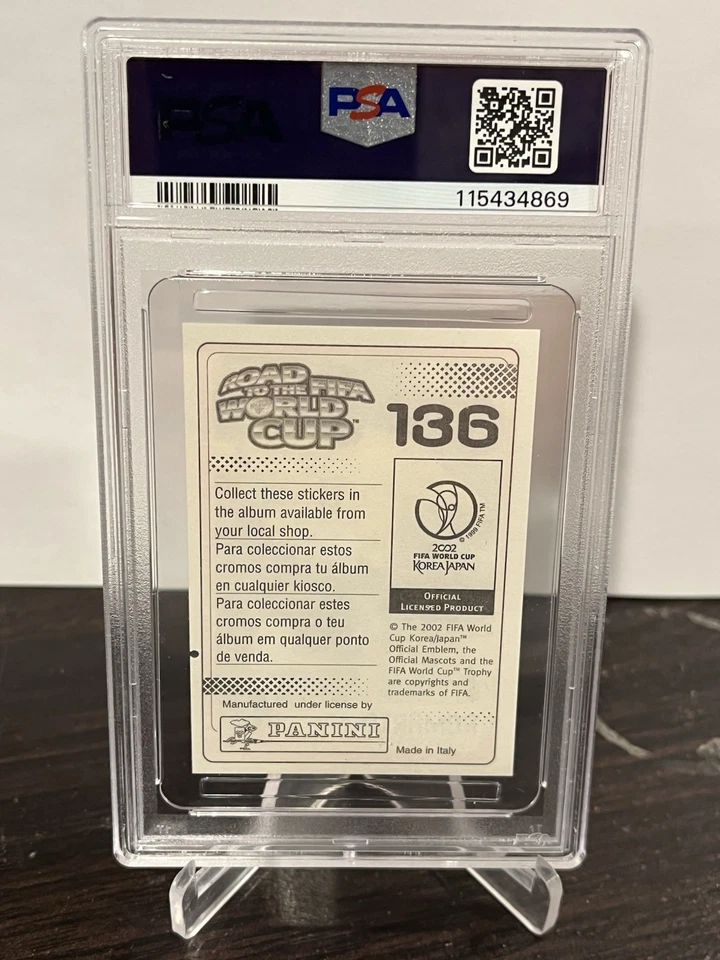 PSA
115434869
ROAD
TO THE FIFA
WORLD
CUP™
136
Collect these stickers in
the album available from
your local shop.
Para coleccionar estos
cromos compra tu álbum
en cualquier kiosco.
Para coleccionar estes
cromos compra o teu
álbum em qualquer ponto
de venda.
© 1999 FIFA TM
2002
FIFA WORLD CUP
KOREA JAPAN
OFFICIAL
LICENSED PRODUCT
© The 2002 FIFA World
Cup Korea/Japan™
Official Emblem, the
Official Mascots and the
FIFA World Cup™ Trophy
are copyrights and
trademarks of FIFA.
Manufactured under license by
PANINI
Made in Italy